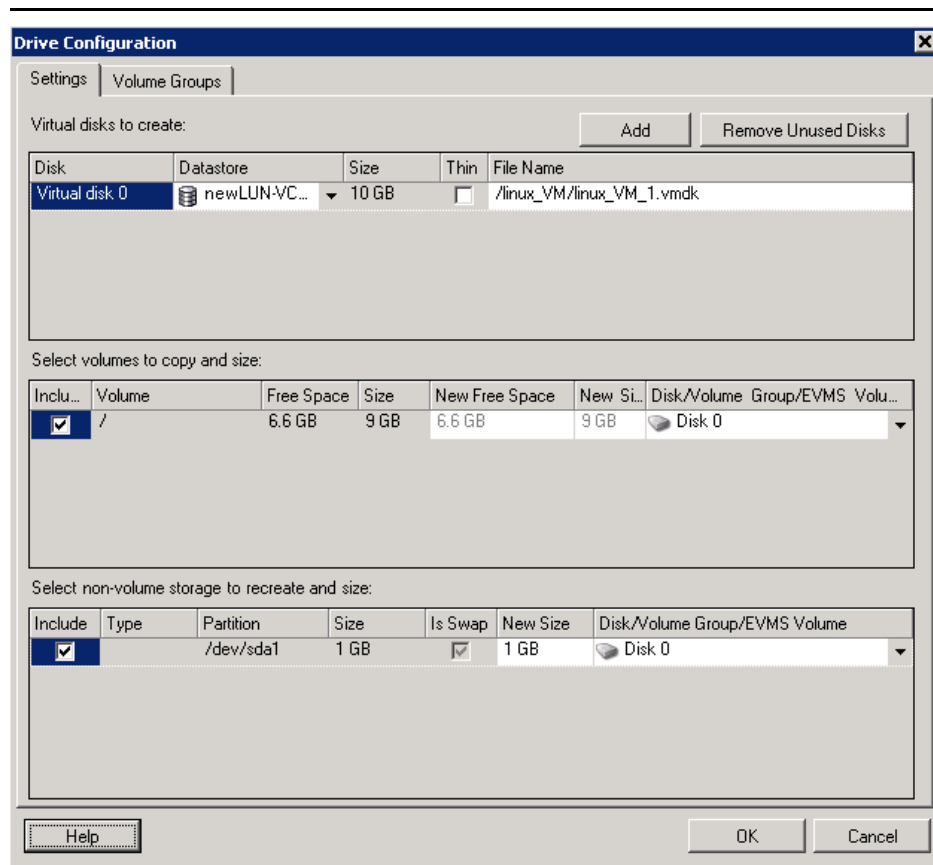 Drive Configuration
Settings Volume Groups
Virtual disks to create: Add Remove Unused Disks
Disk Datastore Size Thin File Name
Virtual disk 0 newLUN-VC... 10 GB /linux_VM/linux_VM_1.vmdk
Select volumes to copy and size:
Inclu... Volume Free Space Size New Free Space New Si... Disk/Volume Group/EVMS Volu...
/ 6.6 GB 9 GB 6.6 GB 9 GB Disk 0
Select non-volume storage to recreate and size:
Include Type Partition Size Is Swap New Size Disk/Volume Group/EVMS Volume
/dev/sda1 1 GB 1 GB Disk 0
Help OK Cancel